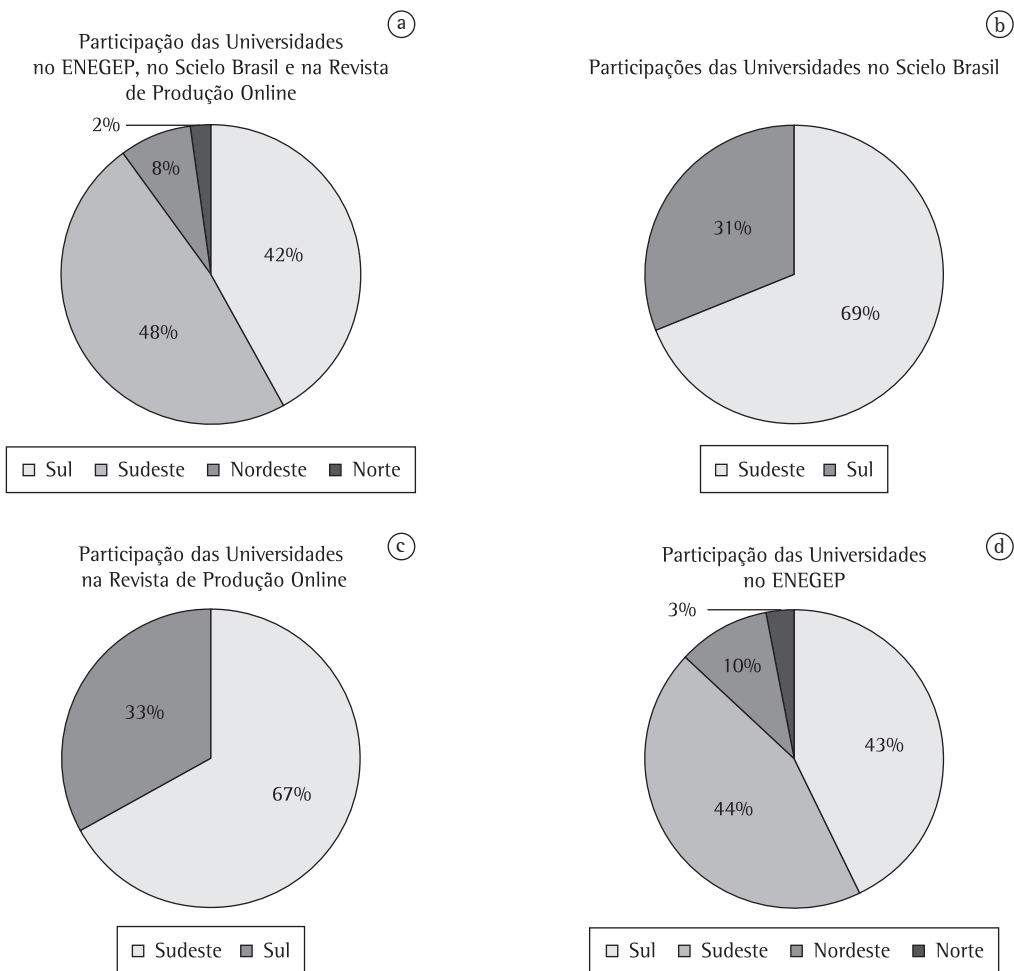 a
Participação das Universidades
no ENEGEP, no Scielo Brasil e na Revista
de Produção Online
2%
8%
42%
48%
Sul Sudeste Nordeste Norte
b
Participações das Universidades no Scielo Brasil
31%
69%
Sudeste Sul
c
Participação das Universidades
na Revista de Produção Online
33%
67%
Sudeste Sul
d
Participação das Universidades
no ENEGEP
3%
10%
43%
44%
Sul Sudeste Nordeste Norte